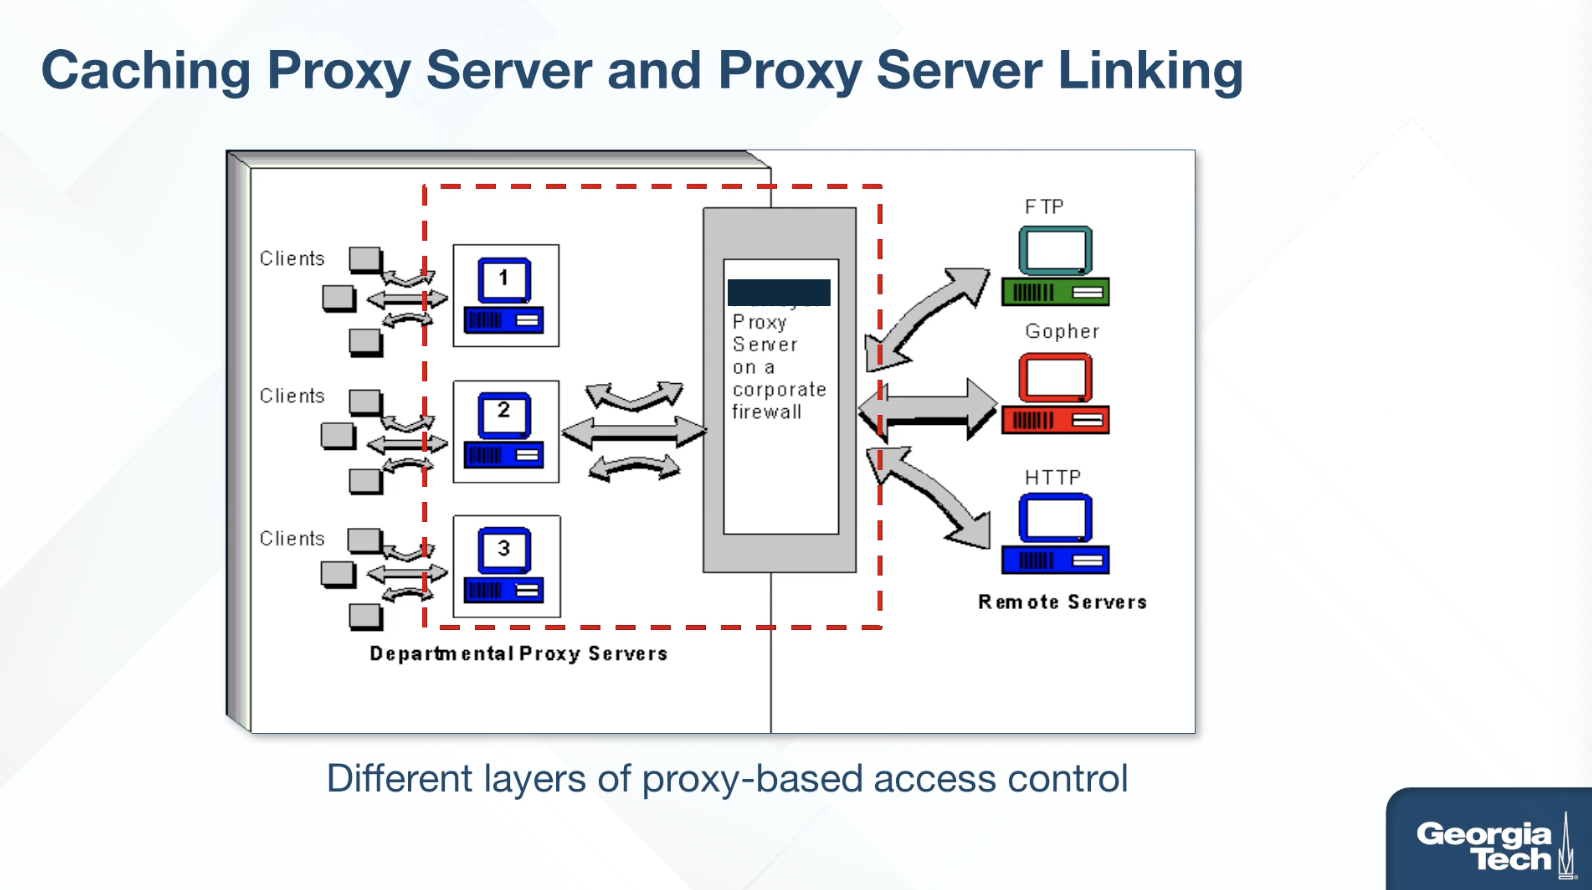 Caching Proxy Server and Proxy Server Linking
Clients
1
Clients
2
Clients
3
Departmental Proxy Servers
Proxy
Server
on a
corporate
firewall
FTP
Gopher
HTTP
Remote Servers
Different layers of proxy-based access control
Georgia
Tech